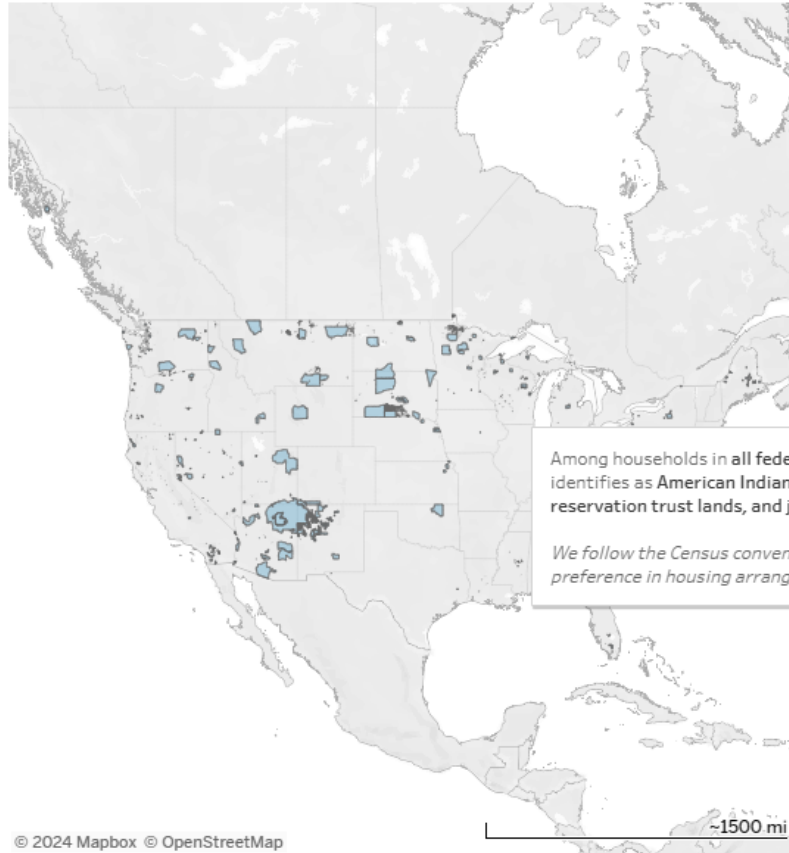 Among households in all fede
identifies as American Indian
reservation trust lands, and j
We follow the Census conven
preference in housing arrang
~1500 mi
© 2024 Mapbox © OpenStreetMap